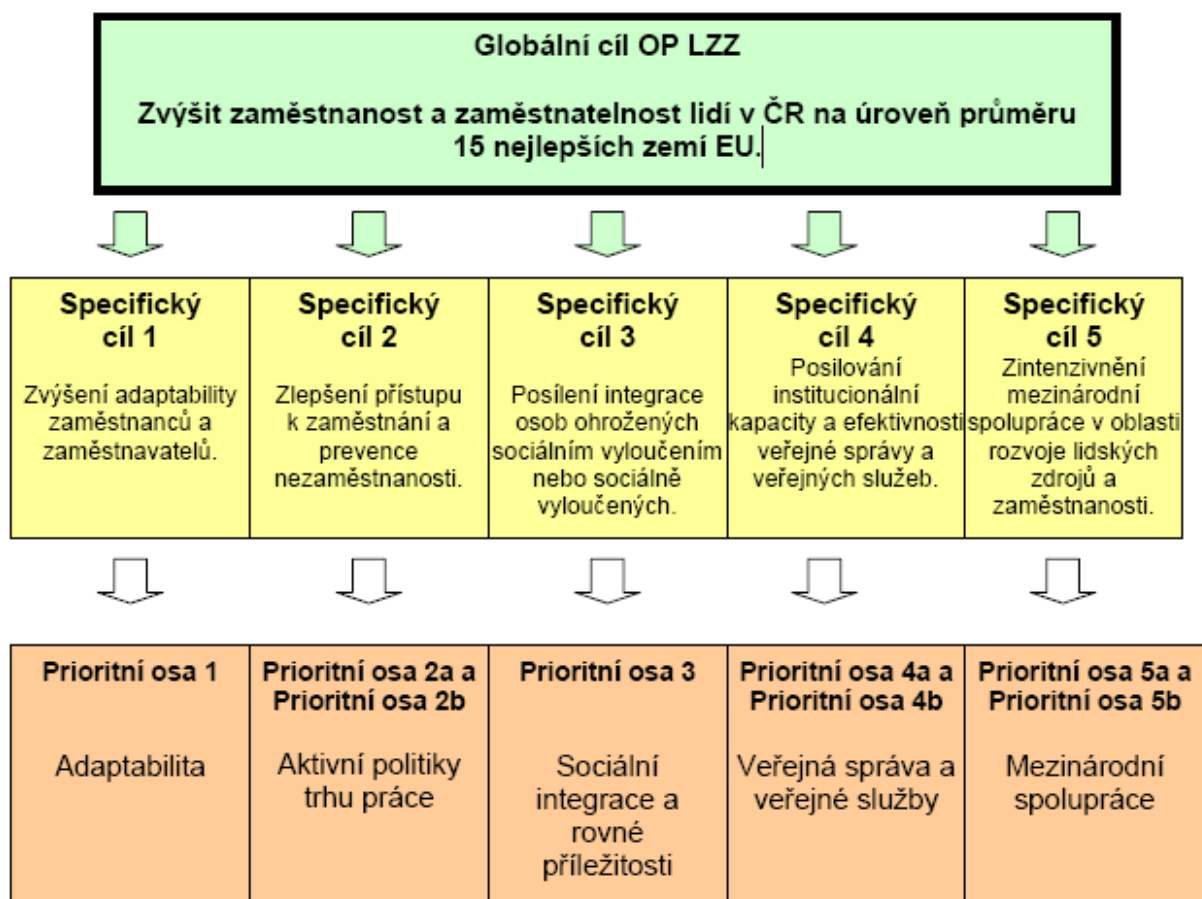 Globální cíl OP LZZ
Zvýšit zaměstnanost a zaměstnatelnost lidí v ČR na úroveň průměru
15 nejlepších zemí EU.
Specifický
cíl 1
Zvýšení adaptability
zaměstnanců a
zaměstnavatelů.
Specifický
cíl 2
Zlepšení přístupu
k zaměstnání a
prevence
nezaměstnanosti.
Specifický
cíl 3
Posílení integrace
osob ohrožených
sociálním vyloučením
nebo sociálně
vyloučených.
Specifický
cíl 4
Posilování
institucionální
kapacity a efektivnosti
veřejné správy a
veřejných služeb.
Specifický
cíl 5
Zintenzivnění
mezinárodní
spolupráce v oblasti
rozvoje lidských
zdrojů a
zaměstnanosti.
Prioritní osa 1
Adaptabilita
Prioritní osa 2a a
Prioritní osa 2b
Aktivní politiky
trhu práce
Prioritní osa 3
Sociální
integrace a
rovné
příležitosti
Prioritní osa 4a a
Prioritní osa 4b
Veřejná správa a
veřejné služby
Prioritní osa 5a a
Prioritní osa 5b
Mezinárodní
spolupráce